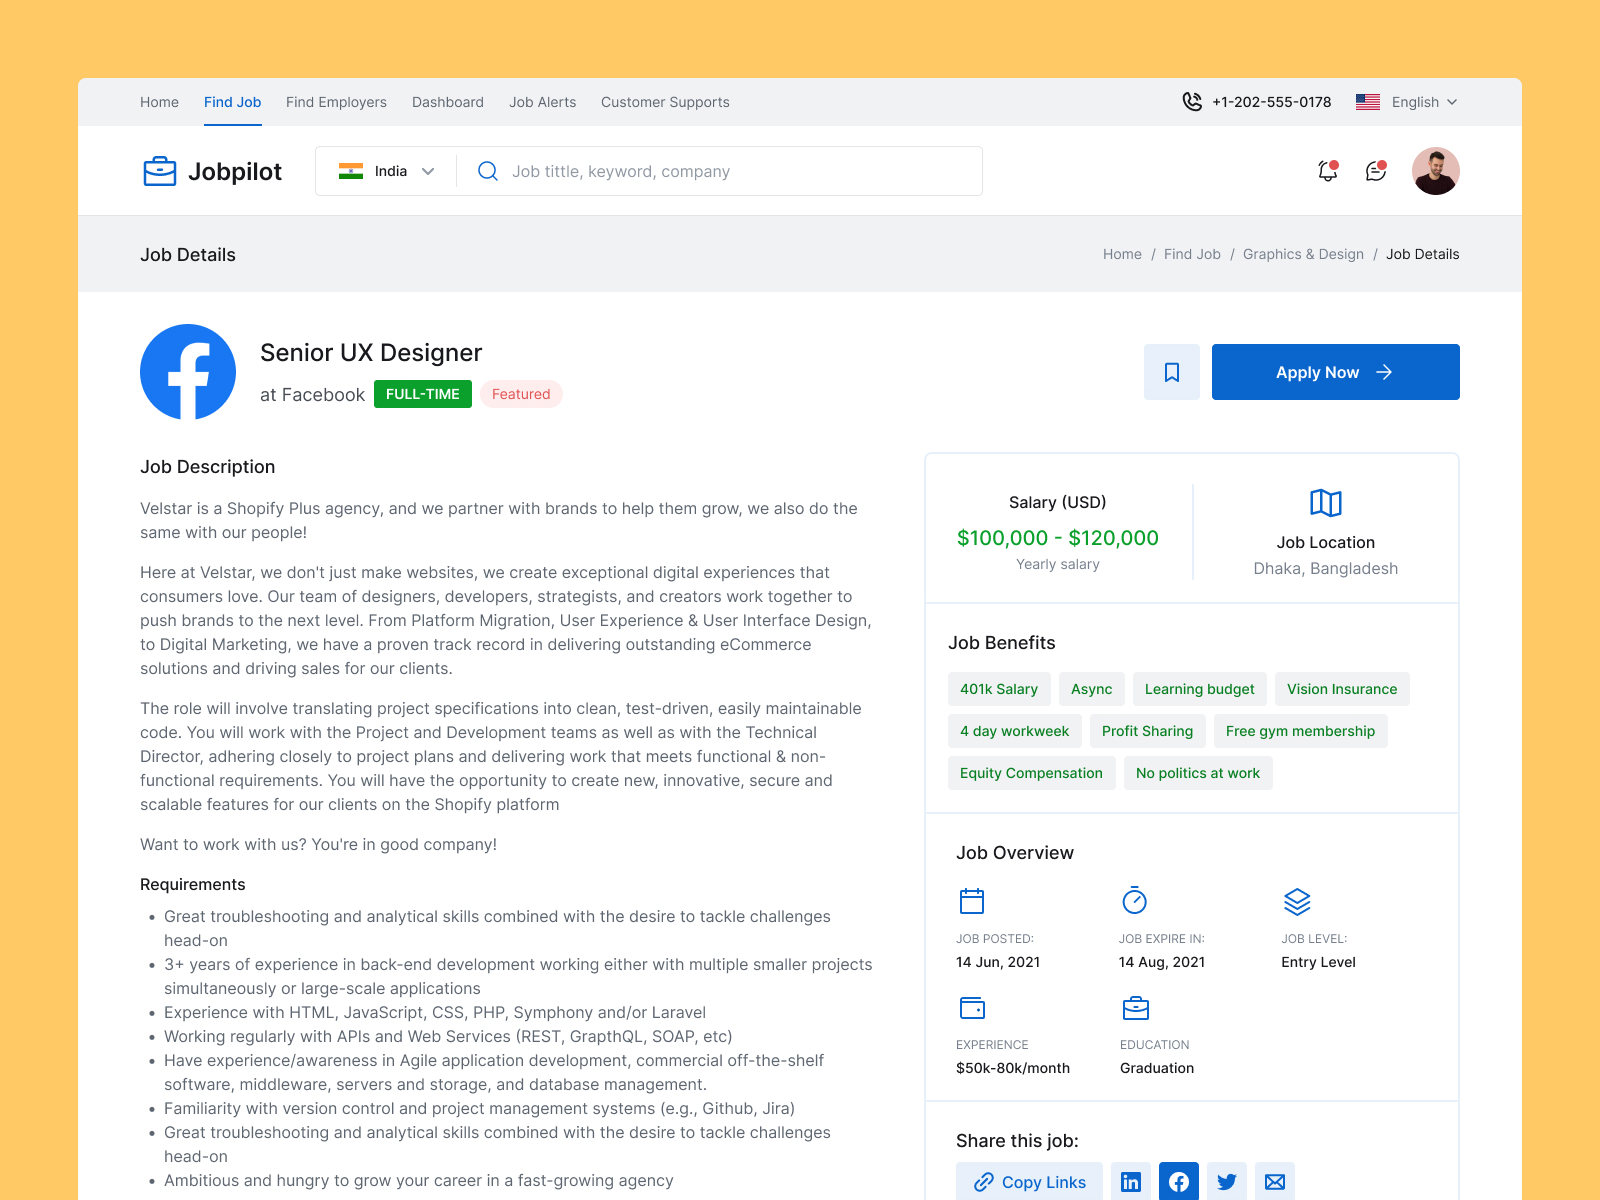 Home Find Job Find Employers Dashboard Job Alerts Customer Supports +1-202-555-0178 English
Jobpilot India Job tittle, keyword, company
Job Details Home / Find Job / Graphics & Design / Job Details
Senior UX Designer
at Facebook FULL-TIME Featured
Apply Now
Job Description
Velstar is a Shopify Plus agency, and we partner with brands to help them grow, we also do the
same with our people!
Here at Velstar, we don't just make websites, we create exceptional digital experiences that
consumers love. Our team of designers, developers, strategists, and creators work together to
push brands to the next level. From Platform Migration, User Experience & User Interface Design,
to Digital Marketing, we have a proven track record in delivering outstanding eCommerce
solutions and driving sales for our clients.
The role will involve translating project specifications into clean, test-driven, easily maintainable
code. You will work with the Project and Development teams as well as with the Technical
Director, adhering closely to project plans and delivering work that meets functional & non-
functional requirements. You will have the opportunity to create new, innovative, secure and
scalable features for our clients on the Shopify platform
Want to work with us? You're in good company!
Requirements
• Great troubleshooting and analytical skills combined with the desire to tackle challenges
head-on
• 3+ years of experience in back-end development working either with multiple smaller projects
simultaneously or large-scale applications
• Experience with HTML, JavaScript, CSS, PHP, Symphony and/or Laravel
• Working regularly with APIs and Web Services (REST, GrapthQL, SOAP, etc)
• Have experience/awareness in Agile application development, commercial off-the-shelf
software, middleware, servers and storage, and database management.
• Familiarity with version control and project management systems (e.g., Github, Jira)
• Great troubleshooting and analytical skills combined with the desire to tackle challenges
head-on
• Ambitious and hungry to grow your career in a fast-growing agency
Salary (USD)
$100,000 - $120,000
Yearly salary
Job Location
Dhaka, Bangladesh
Job Benefits
401k Salary Async Learning budget Vision Insurance
4 day workweek Profit Sharing Free gym membership
Equity Compensation No politics at work
Job Overview
JOB POSTED: JOB EXPIRE IN: JOB LEVEL:
14 Jun, 2021 14 Aug, 2021 Entry Level
EXPERIENCE EDUCATION
$50k-80k/month Graduation
Share this job:
Copy Links